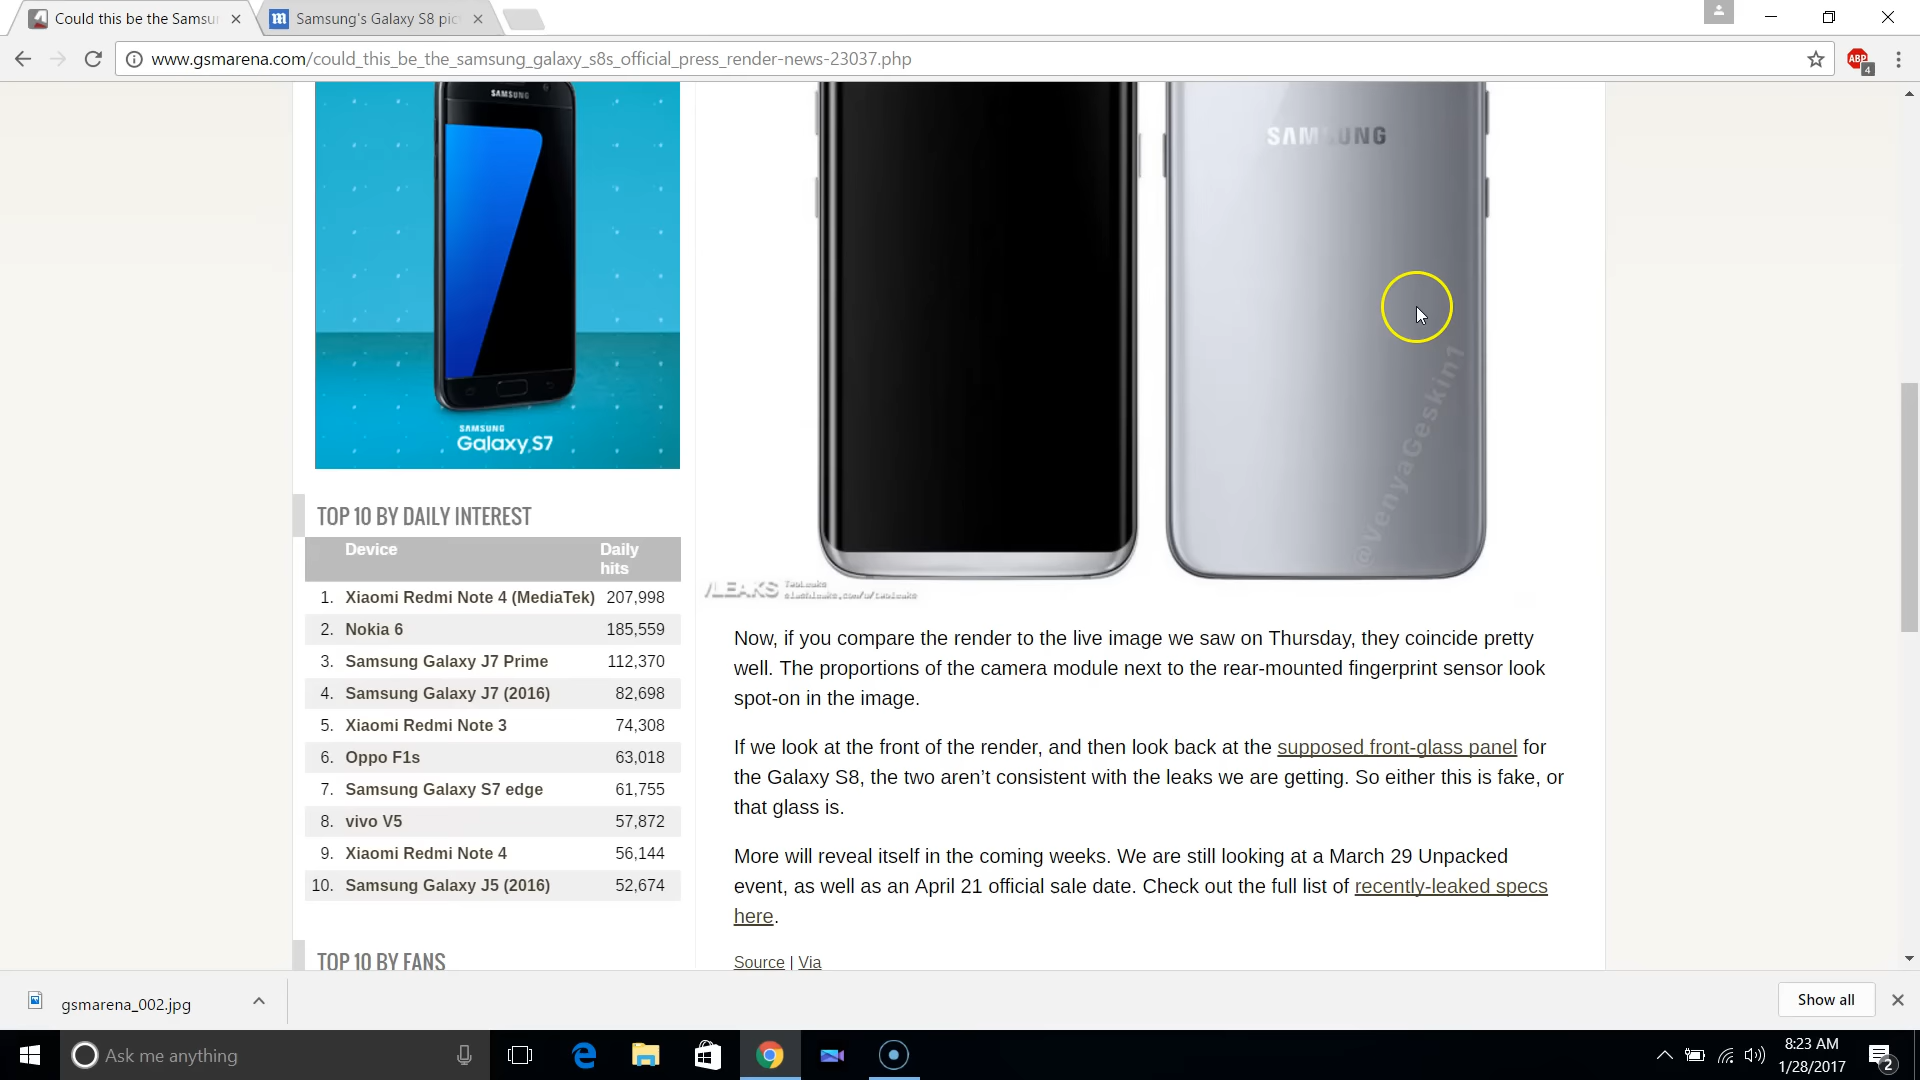 Could this be the Samsu
Samsung's Galaxy S8 pic
www.gsmarena.com/could_this_be_the_samsung_galaxy_s8s_official_press_render-news-23037.php
ABP
4
SAMSUNG
SAMSUNG
Galaxy S7
SAMSUNG
@VenyaGeskin1
/LEAKS TeoLeaks
slashleaks.com/u/teoleaks
TOP 10 BY DAILY INTEREST
Device Daily hits
1. Xiaomi Redmi Note 4 (MediaTek) 207,998
2. Nokia 6 185,559
3. Samsung Galaxy J7 Prime 112,370
4. Samsung Galaxy J7 (2016) 82,698
5. Xiaomi Redmi Note 3 74,308
6. Oppo F1s 63,018
7. Samsung Galaxy S7 edge 61,755
8. vivo V5 57,872
9. Xiaomi Redmi Note 4 56,144
10. Samsung Galaxy J5 (2016) 52,674
TOP 10 BY FANS
Now, if you compare the render to the live image we saw on Thursday, they coincide pretty
well. The proportions of the camera module next to the rear-mounted fingerprint sensor look
spot-on in the image.
If we look at the front of the render, and then look back at the supposed front-glass panel for
the Galaxy S8, the two aren't consistent with the leaks we are getting. So either this is fake, or
that glass is.
More will reveal itself in the coming weeks. We are still looking at a March 29 Unpacked
event, as well as an April 21 official sale date. Check out the full list of recently-leaked specs
here.
Source | Via
gsmarena_002.jpg
Show all
Ask me anything
8:23 AM
1/28/2017
2